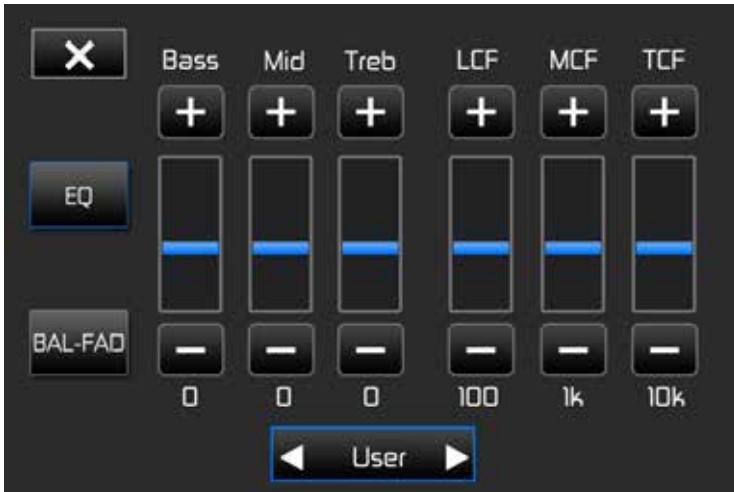 Bass Mid Treb LCF MCF TCF
EQ
BAL-FAD
0 0 0 100 1k 10k
User